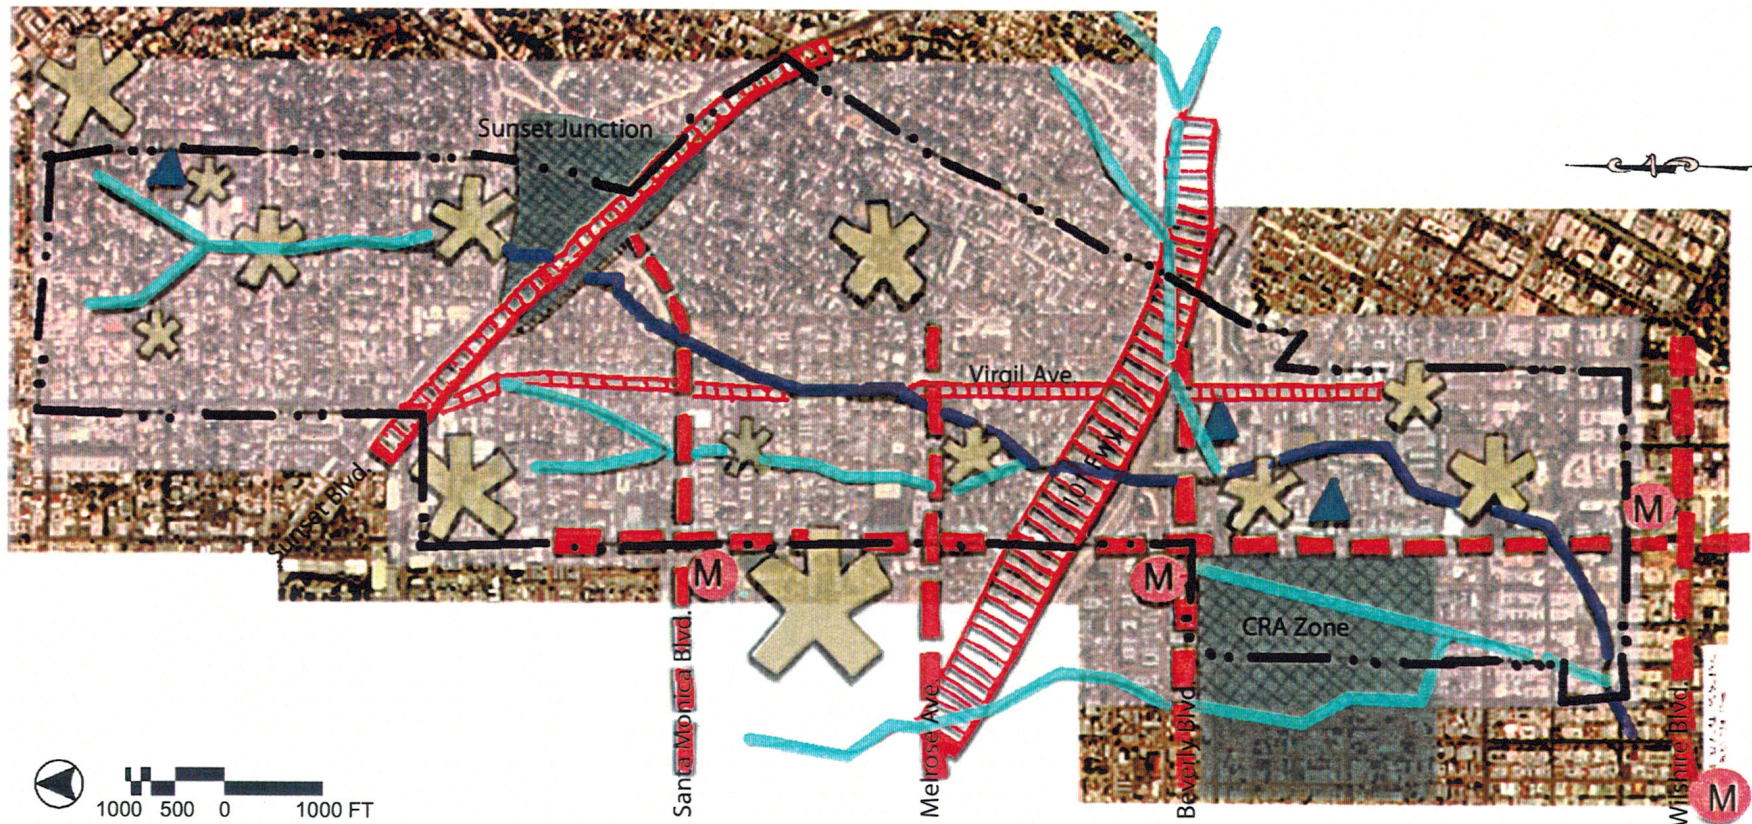 Sunset Junction
Virgil Ave.
Sunset Blvd.
101 FWY
M
M
M
CRA Zone
Santa Monica Blvd.
Melrose Ave.
Beverly Blvd.
Wilshire Blvd.
M
1000 500 0 1000 FT